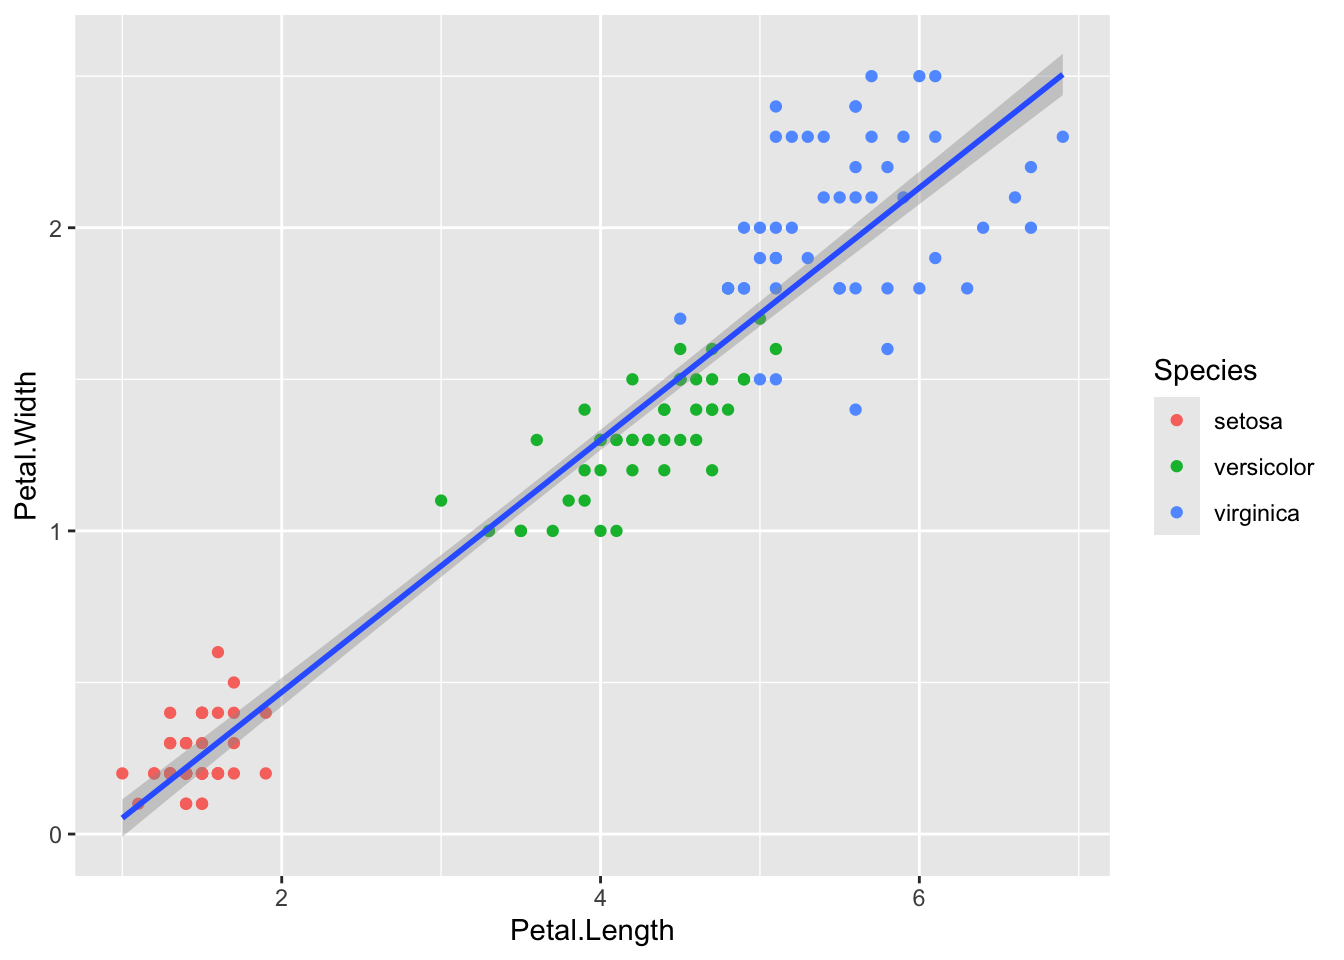 Petal.Width
2
1
0
2
4
6
Petal.Length
Species
setosa
versicolor
virginica